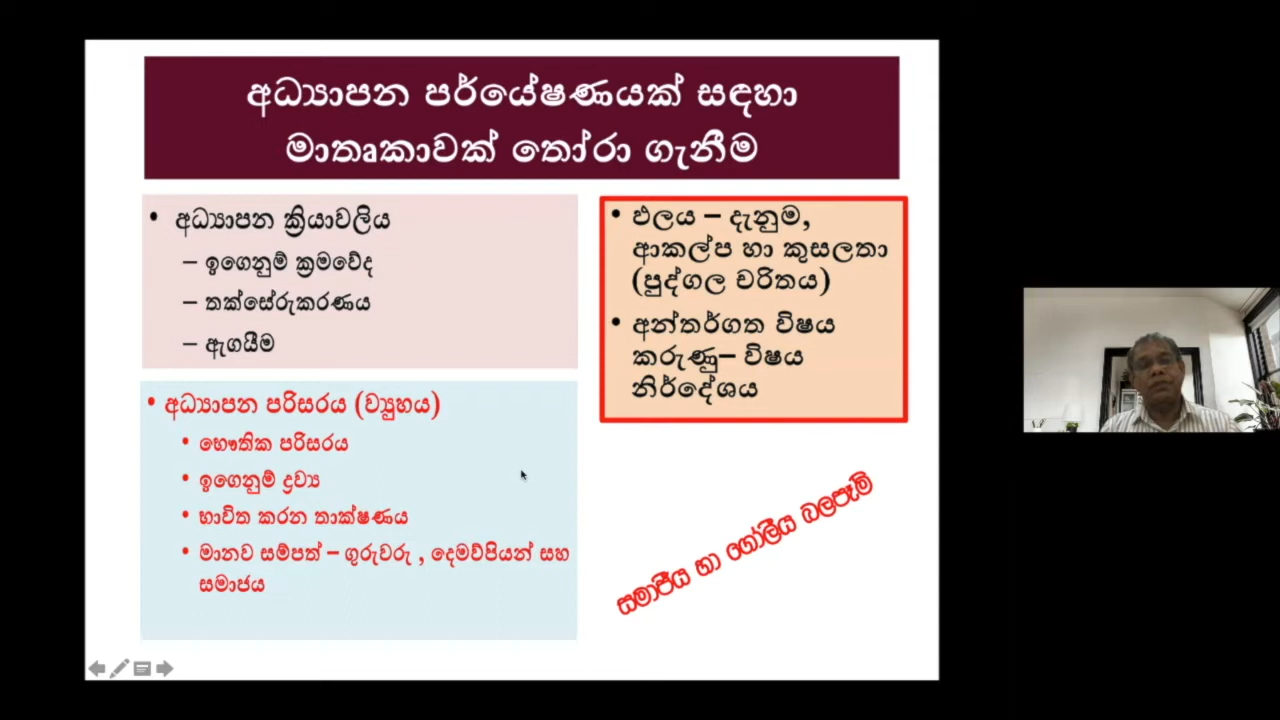 අධ්‍යාපන පර්යේෂණයක් සඳහා
මාතෘකාවක් තෝරා ගැනීම
• අධ්‍යාපන ක්‍රියාවලිය
– ඉගෙනුම් ක්‍රමවේද
– තක්සේරුකරණය
– ඇගයීම
• අධ්‍යාපන පරිසරය (ව්‍යුහය)
• භෞතික පරිසරය
• ඉගෙනුම් ද්‍රව්‍ය
• භාවිත කරන තාක්ෂණය
• මානව සම්පත් – ගුරුවරු , දෙමව්පියන් සහ
සමාජය
• ඵලය – දැනුම,
ආකල්ප හා කුසලතා
(පුද්ගල චරිතය)
• අන්තර්ගත විෂය
කරුණු– විෂය
නිර්දේශය
සමාජීය හා ගෝලීය බලපෑම්